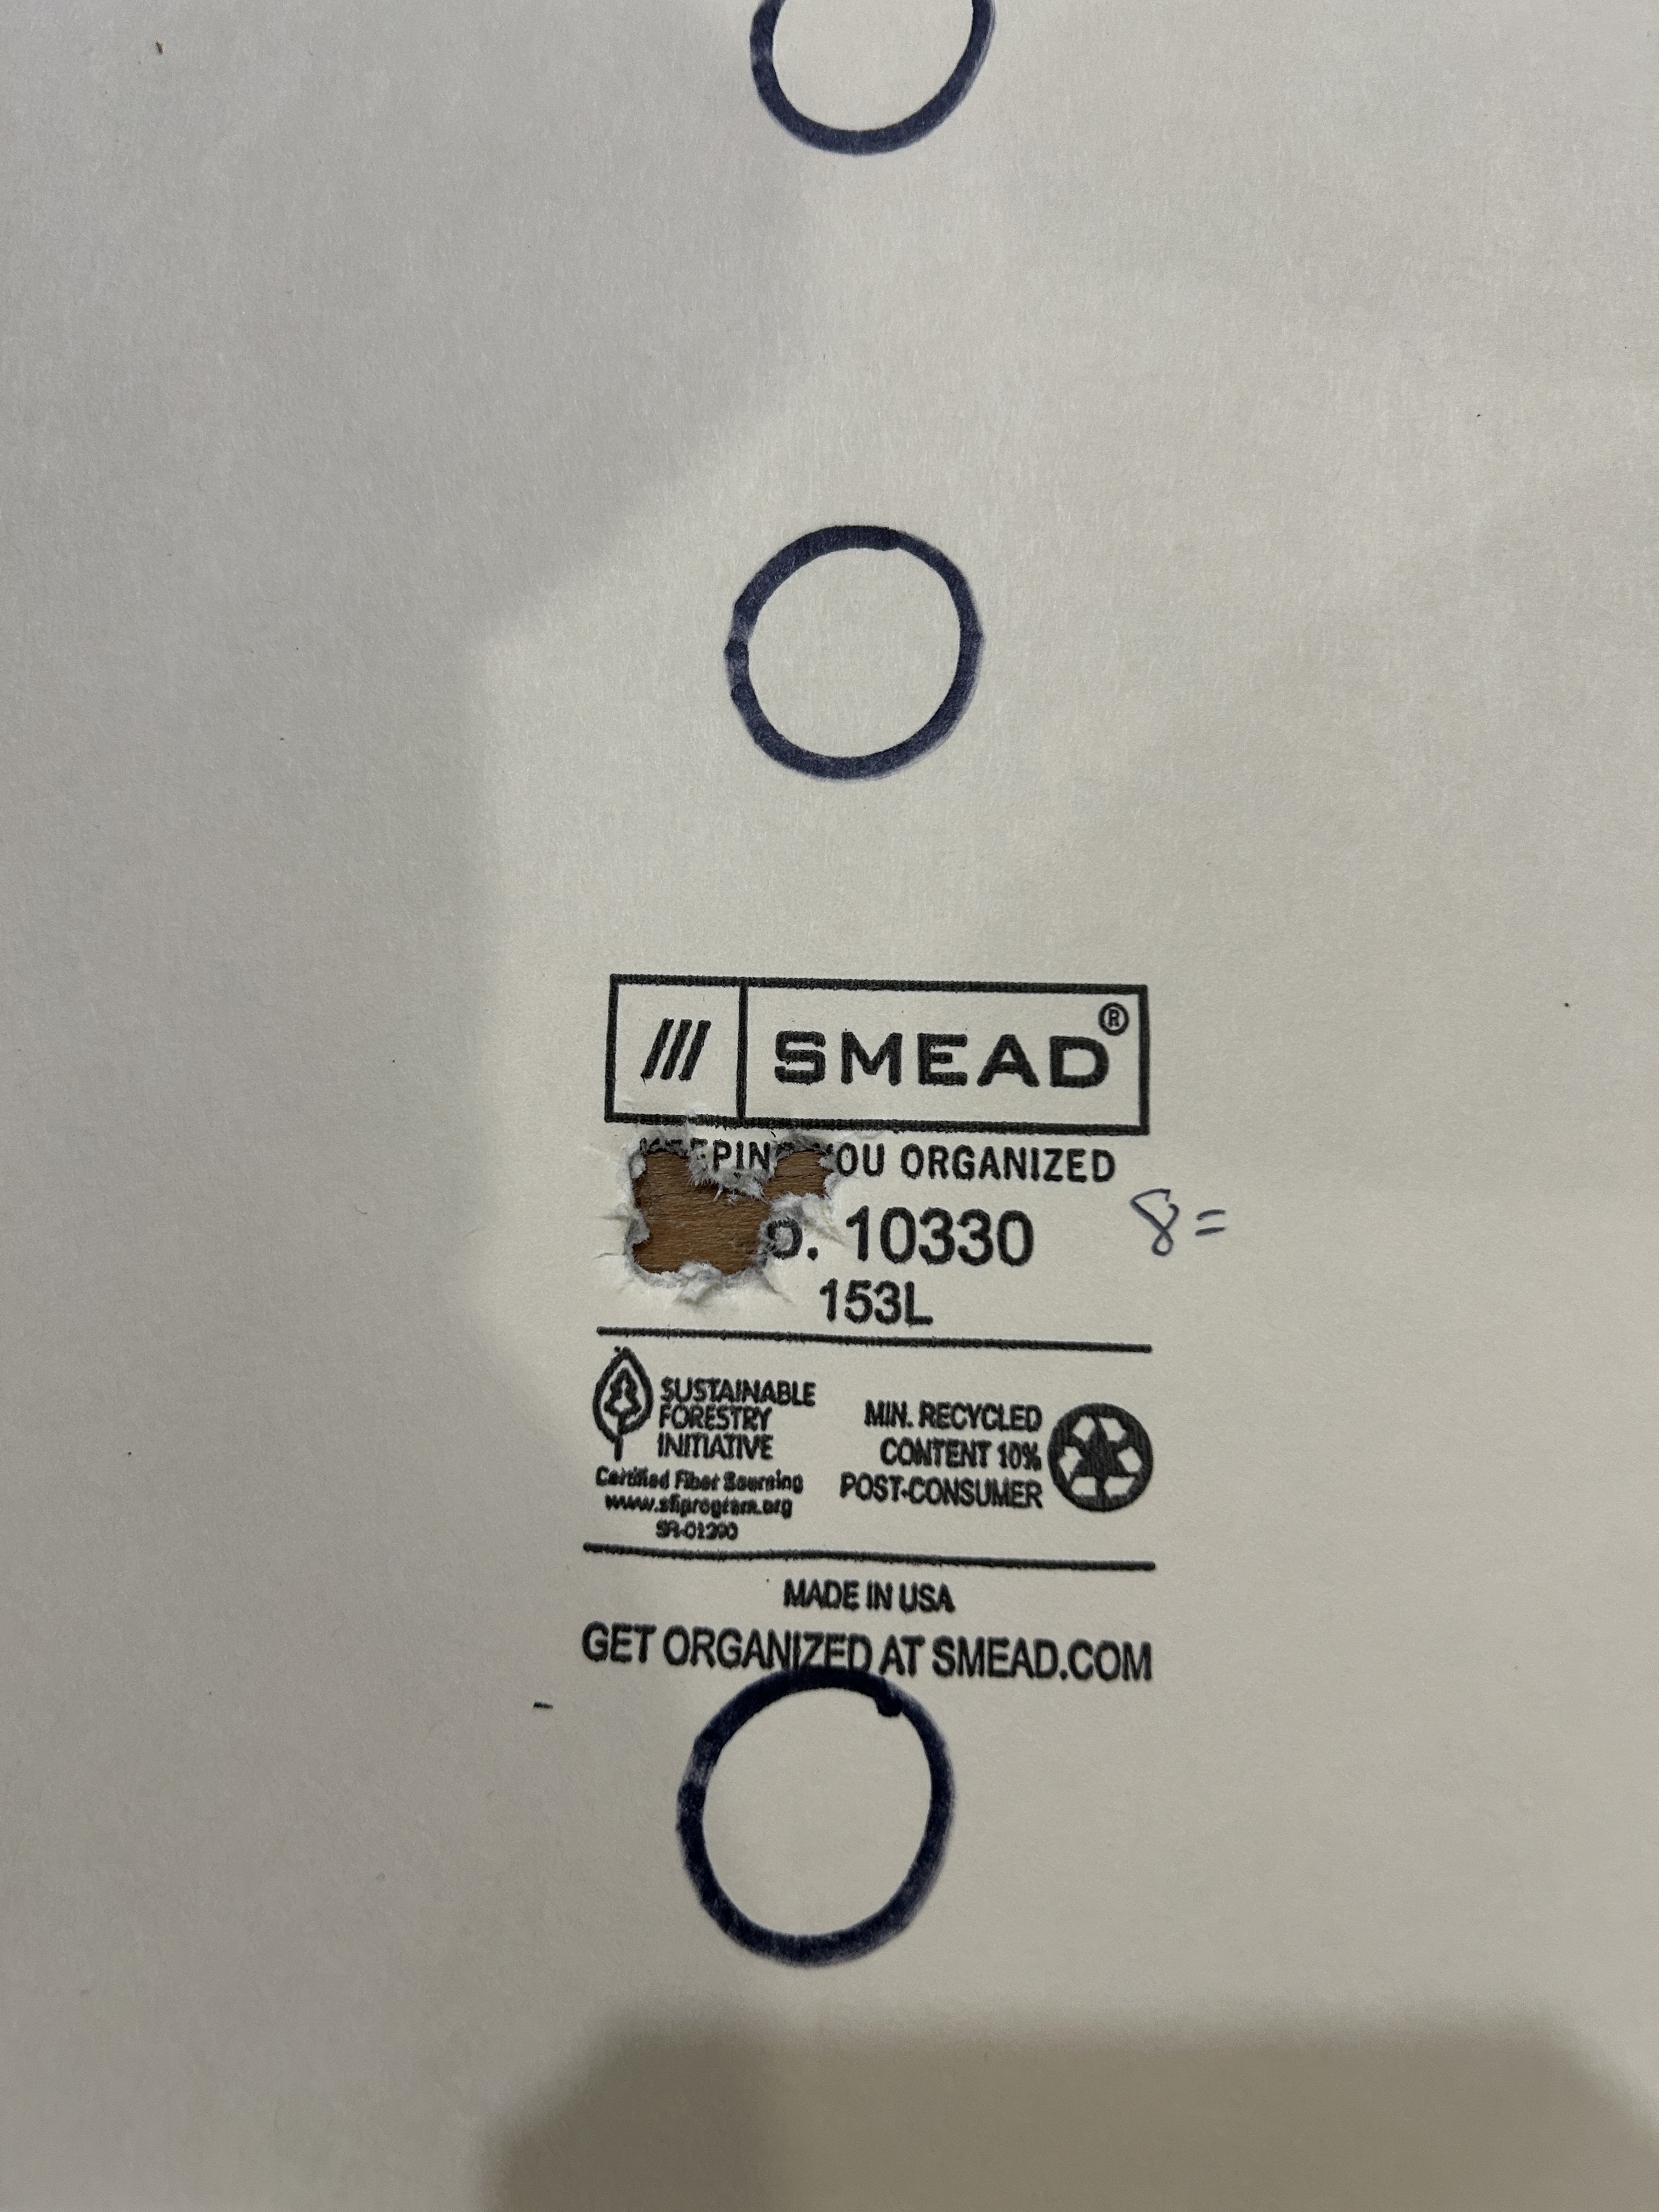 SMEAD®
YOU ORGANIZED
10330
8=
153L
SUSTAINABLE
FORESTRY
INITIATIVE
Certified Fiber Sourcing
www.sfiprogram.org
MIN. RECYCLED
CONTENT 10%
POST-CONSUMER
MADE IN USA
GET ORGANIZED AT SMEAD.COM